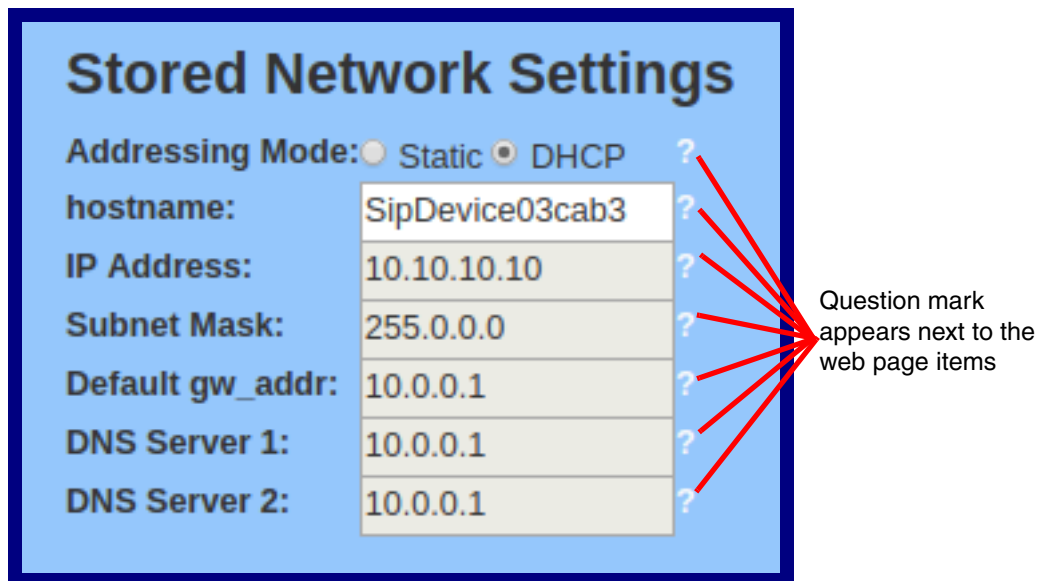 Stored Network Settings
Addressing Mode: Static DHCP ?
hostname: SipDevice03cab3 ?
IP Address: 10.10.10.10 ?
Subnet Mask: 255.0.0.0 ?
Default gw_addr: 10.0.0.1 ?
DNS Server 1: 10.0.0.1 ?
DNS Server 2: 10.0.0.1 ?
Question mark
appears next to the
web page items